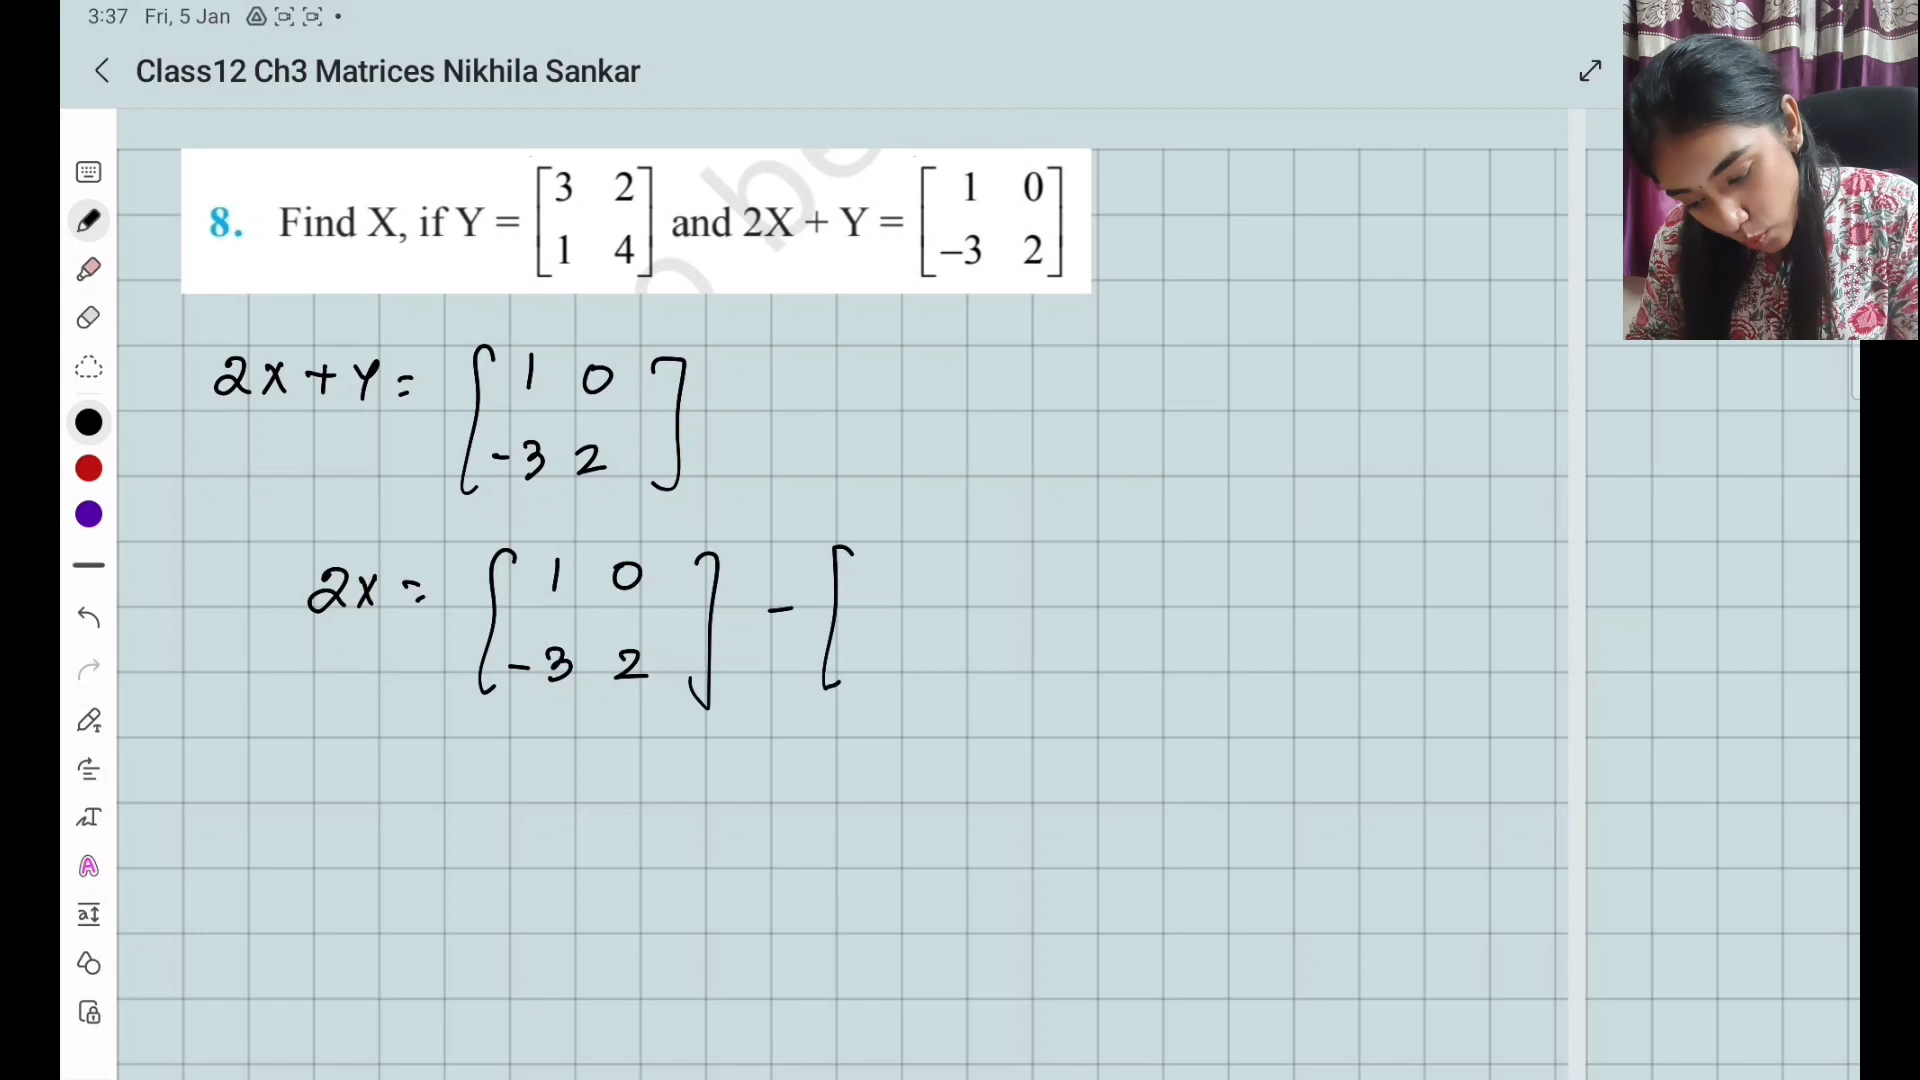 3:37 Fri, 5 Jan
Class12 Ch3 Matrices Nikhila Sankar
8. Find X, if Y = [3 2
1 4] and 2X + Y = [1 0
−3 2]
be
2x + y = [1 0
-3 2]
2x = [1 0
-3 2] - [